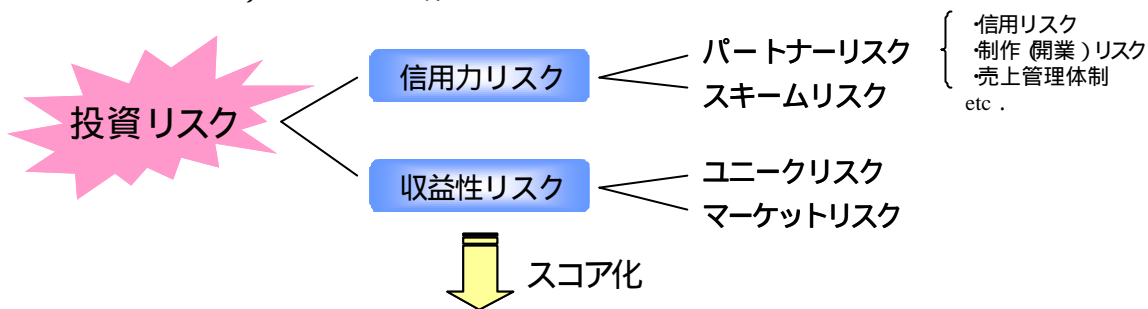 投資リスク
信用力リスク
パートナーリスク
・信用リスク
・制作(開業)リスク
・売上管理体制
etc .
スキームリスク
収益性リスク
ユニークリスク
マーケットリスク
スコア化